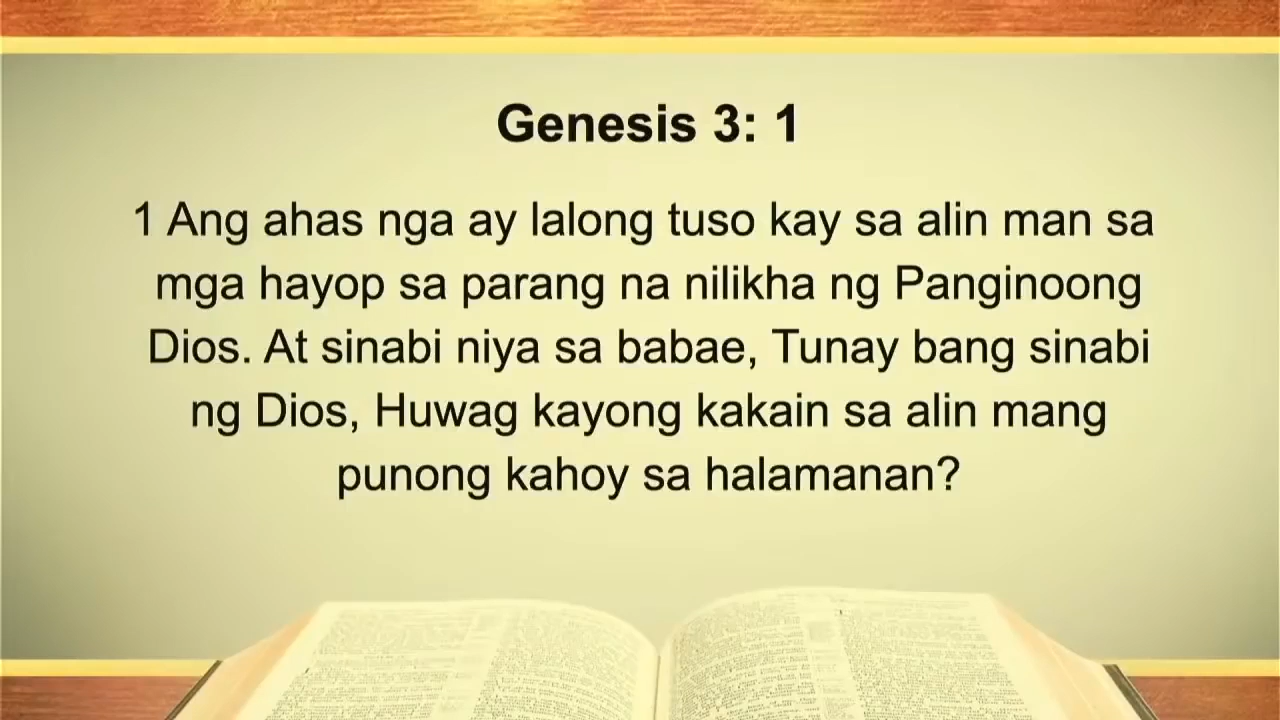 Genesis 3: 1
1 Ang ahas nga ay lalong tuso kay sa alin man sa
mga hayop sa parang na nilikha ng Panginoong
Dios. At sinabi niya sa babae, Tunay bang sinabi
ng Dios, Huwag kayong kakain sa alin mang
punong kahoy sa halamanan?